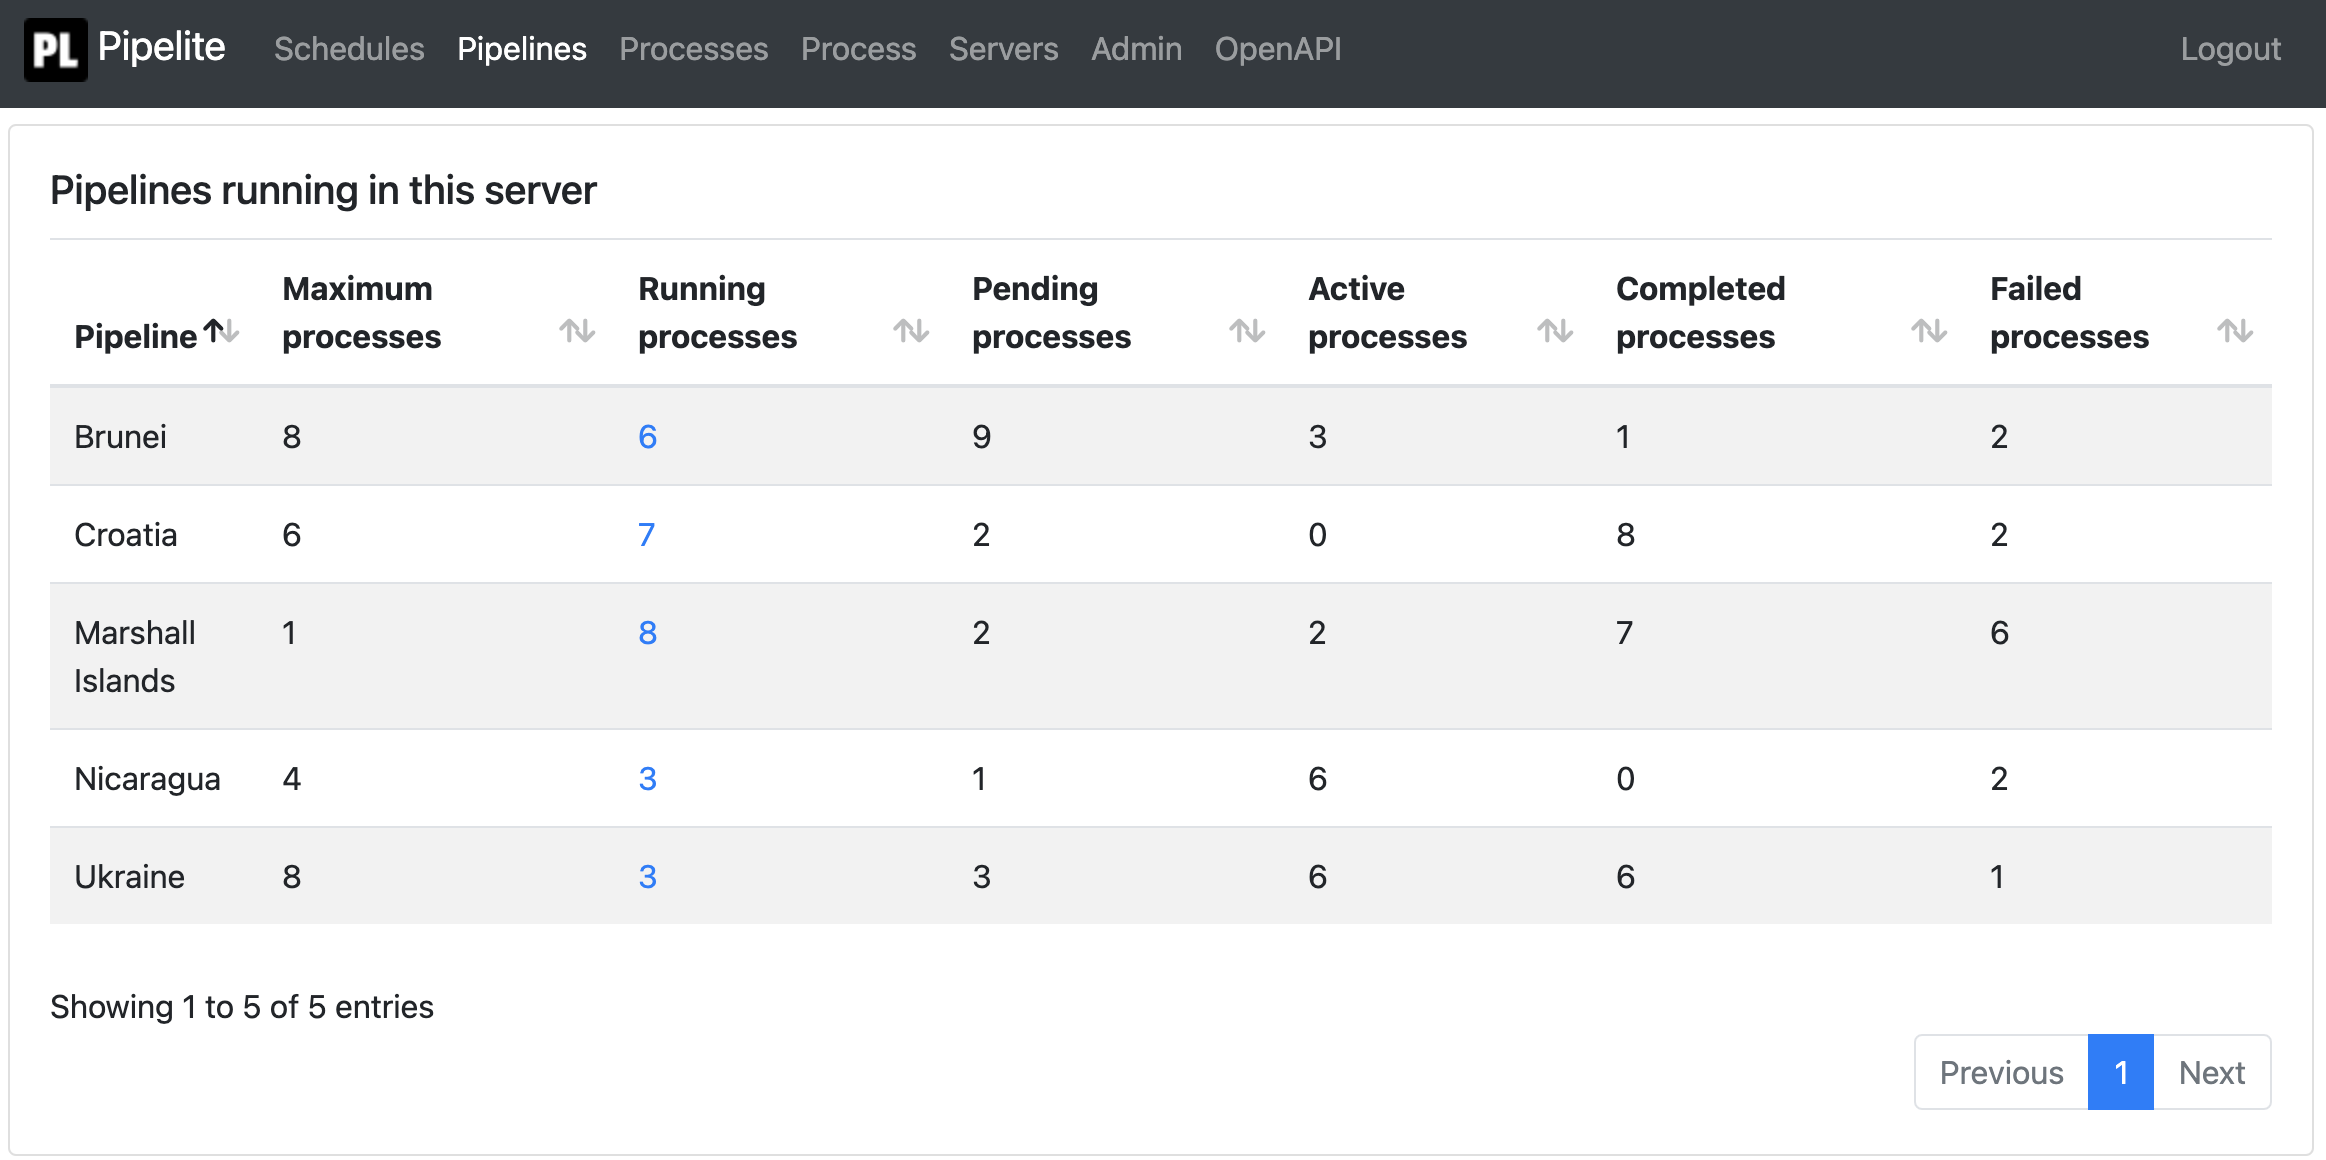 PL Pipelite Schedules Pipelines Processes Process Servers Admin OpenAPI Logout
Pipelines running in this server
Pipeline Maximum processes Running processes Pending processes Active processes Completed processes Failed processes
Brunei 8 6 9 3 1 2
Croatia 6 7 2 0 8 2
Marshall Islands 1 8 2 2 7 6
Nicaragua 4 3 1 6 0 2
Ukraine 8 3 3 6 6 1
Showing 1 to 5 of 5 entries
Previous 1 Next